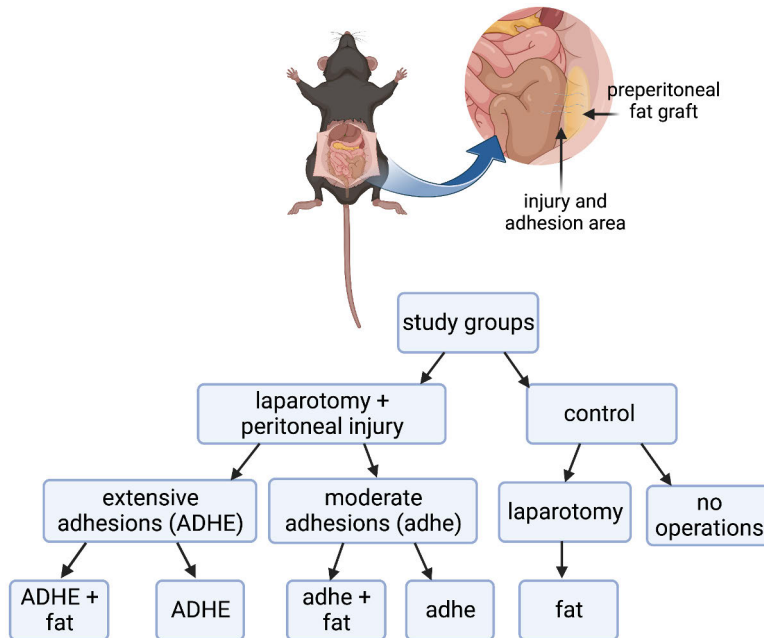 preperitoneal
fat graft
injury and
adhesion area
study groups
laparotomy +
peritoneal injury
control
extensive
adhesions (ADHE)
moderate
adhesions (adhe)
laparotomy
no
operations
ADHE +
fat
ADHE
adhe +
fat
adhe
fat